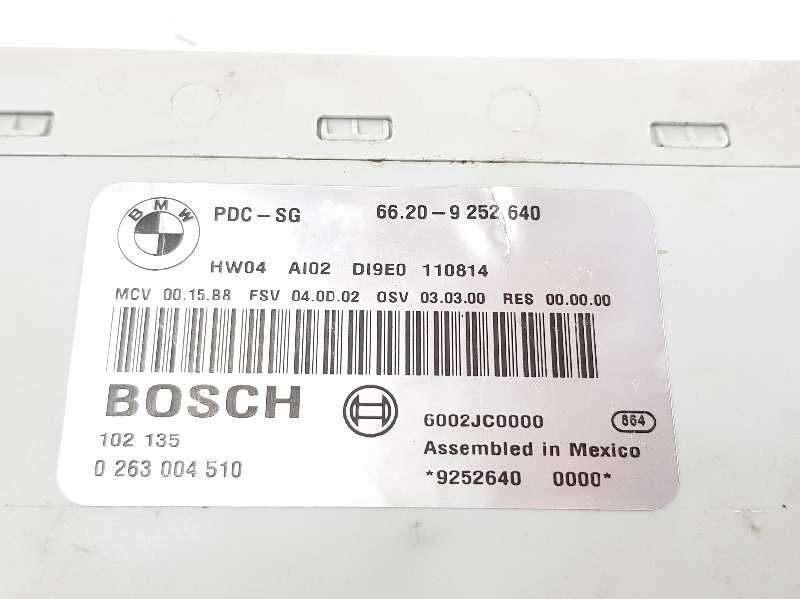 BMW
PDC-SG 66.20-9 252 640
HW04 AI02 DI9E0 110814
MCV 00.15.B8 FSV 04.0D.02 OSV 03.03.00 RES 00.00.00
BOSCH
6002JC0000 864
102 135
Assembled in Mexico
0 263 004 510
*9252640 0000*